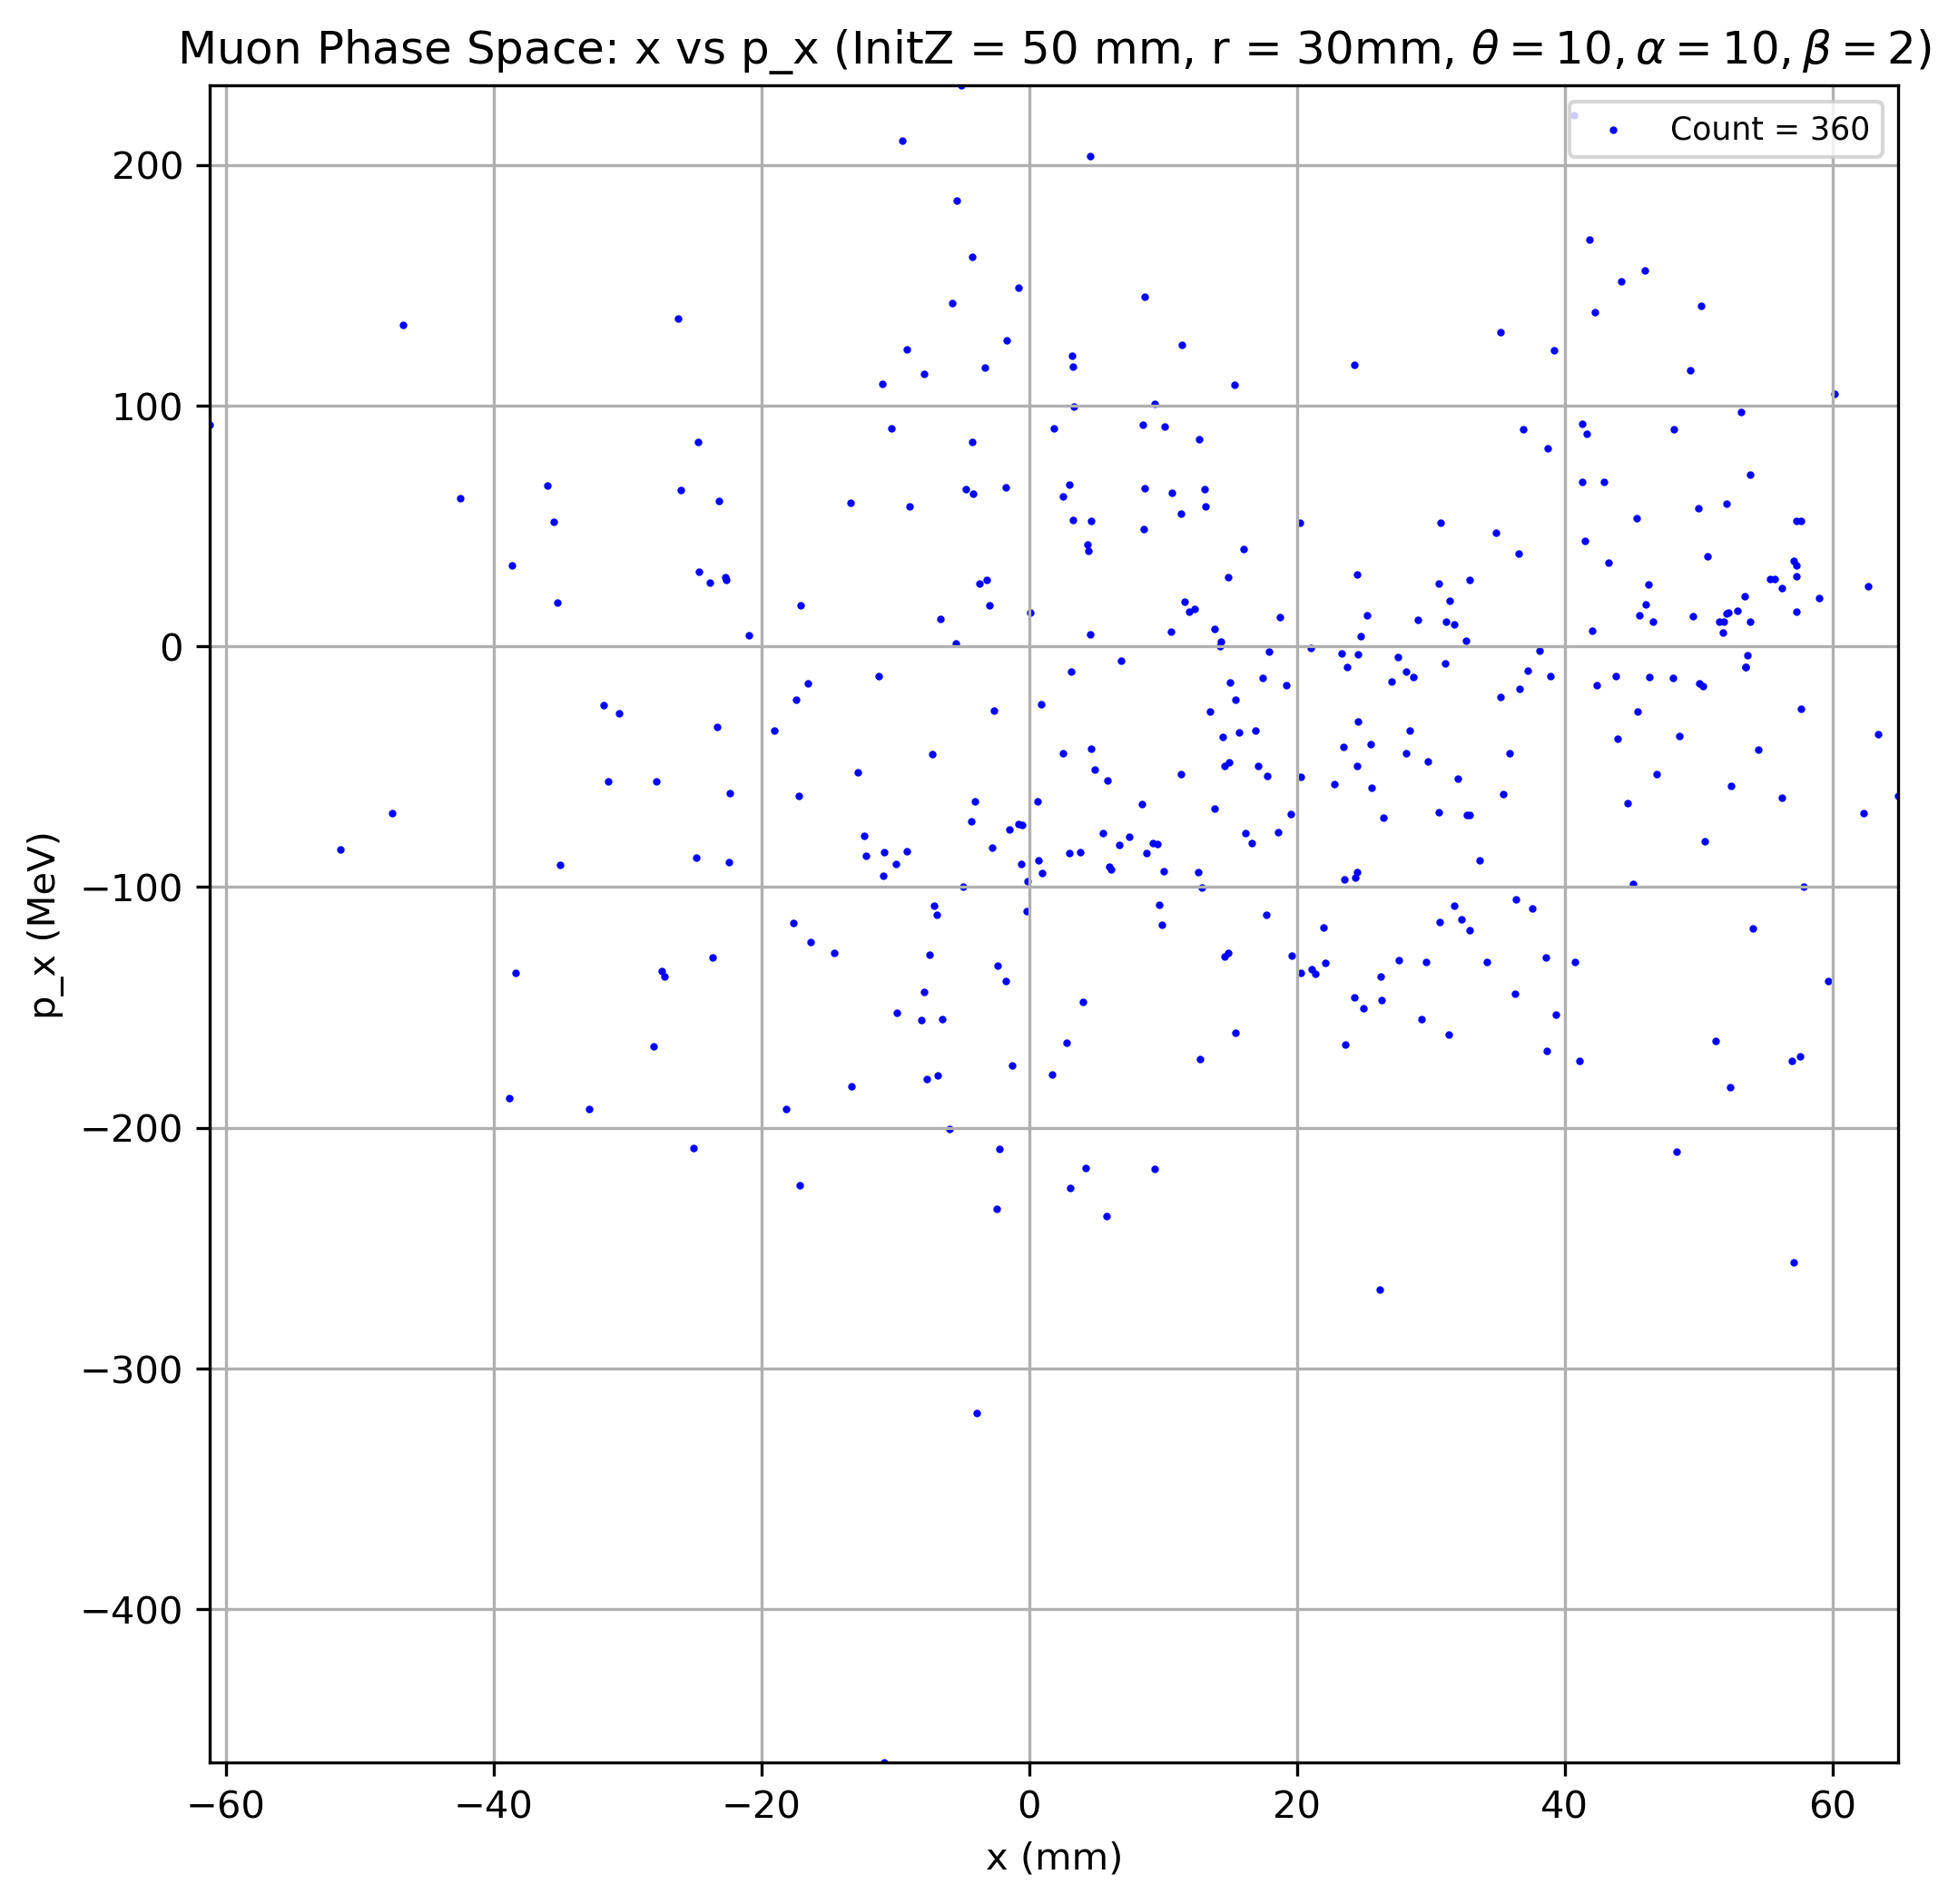 Muon Phase Space: x vs p_x (InitZ = 50 mm, r = 30mm, θ = 10, α = 10, β = 2)
Count = 360
200
100
0
−100
−200
−300
−400
p_x (MeV)
−60 −40 −20 0 20 40 60
x (mm)